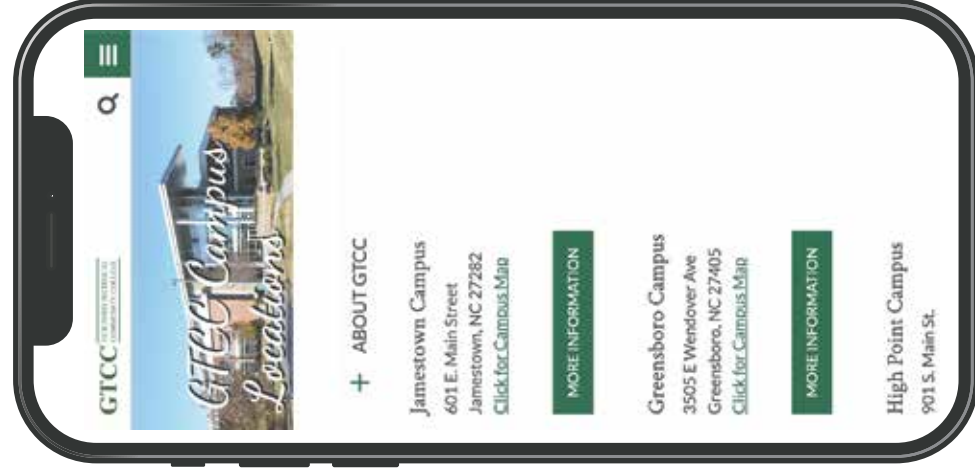 GTCC
GTCC Campus
Locations
+ ABOUT GTCC
Jamestown Campus
601 E. Main Street
Jamestown, NC 27282
Click for Campus Map
MORE INFORMATION
Greensboro Campus
3505 E Wendover Ave
Greensboro, NC 27405
Click for Campus Map
MORE INFORMATION
High Point Campus
901 S. Main St.